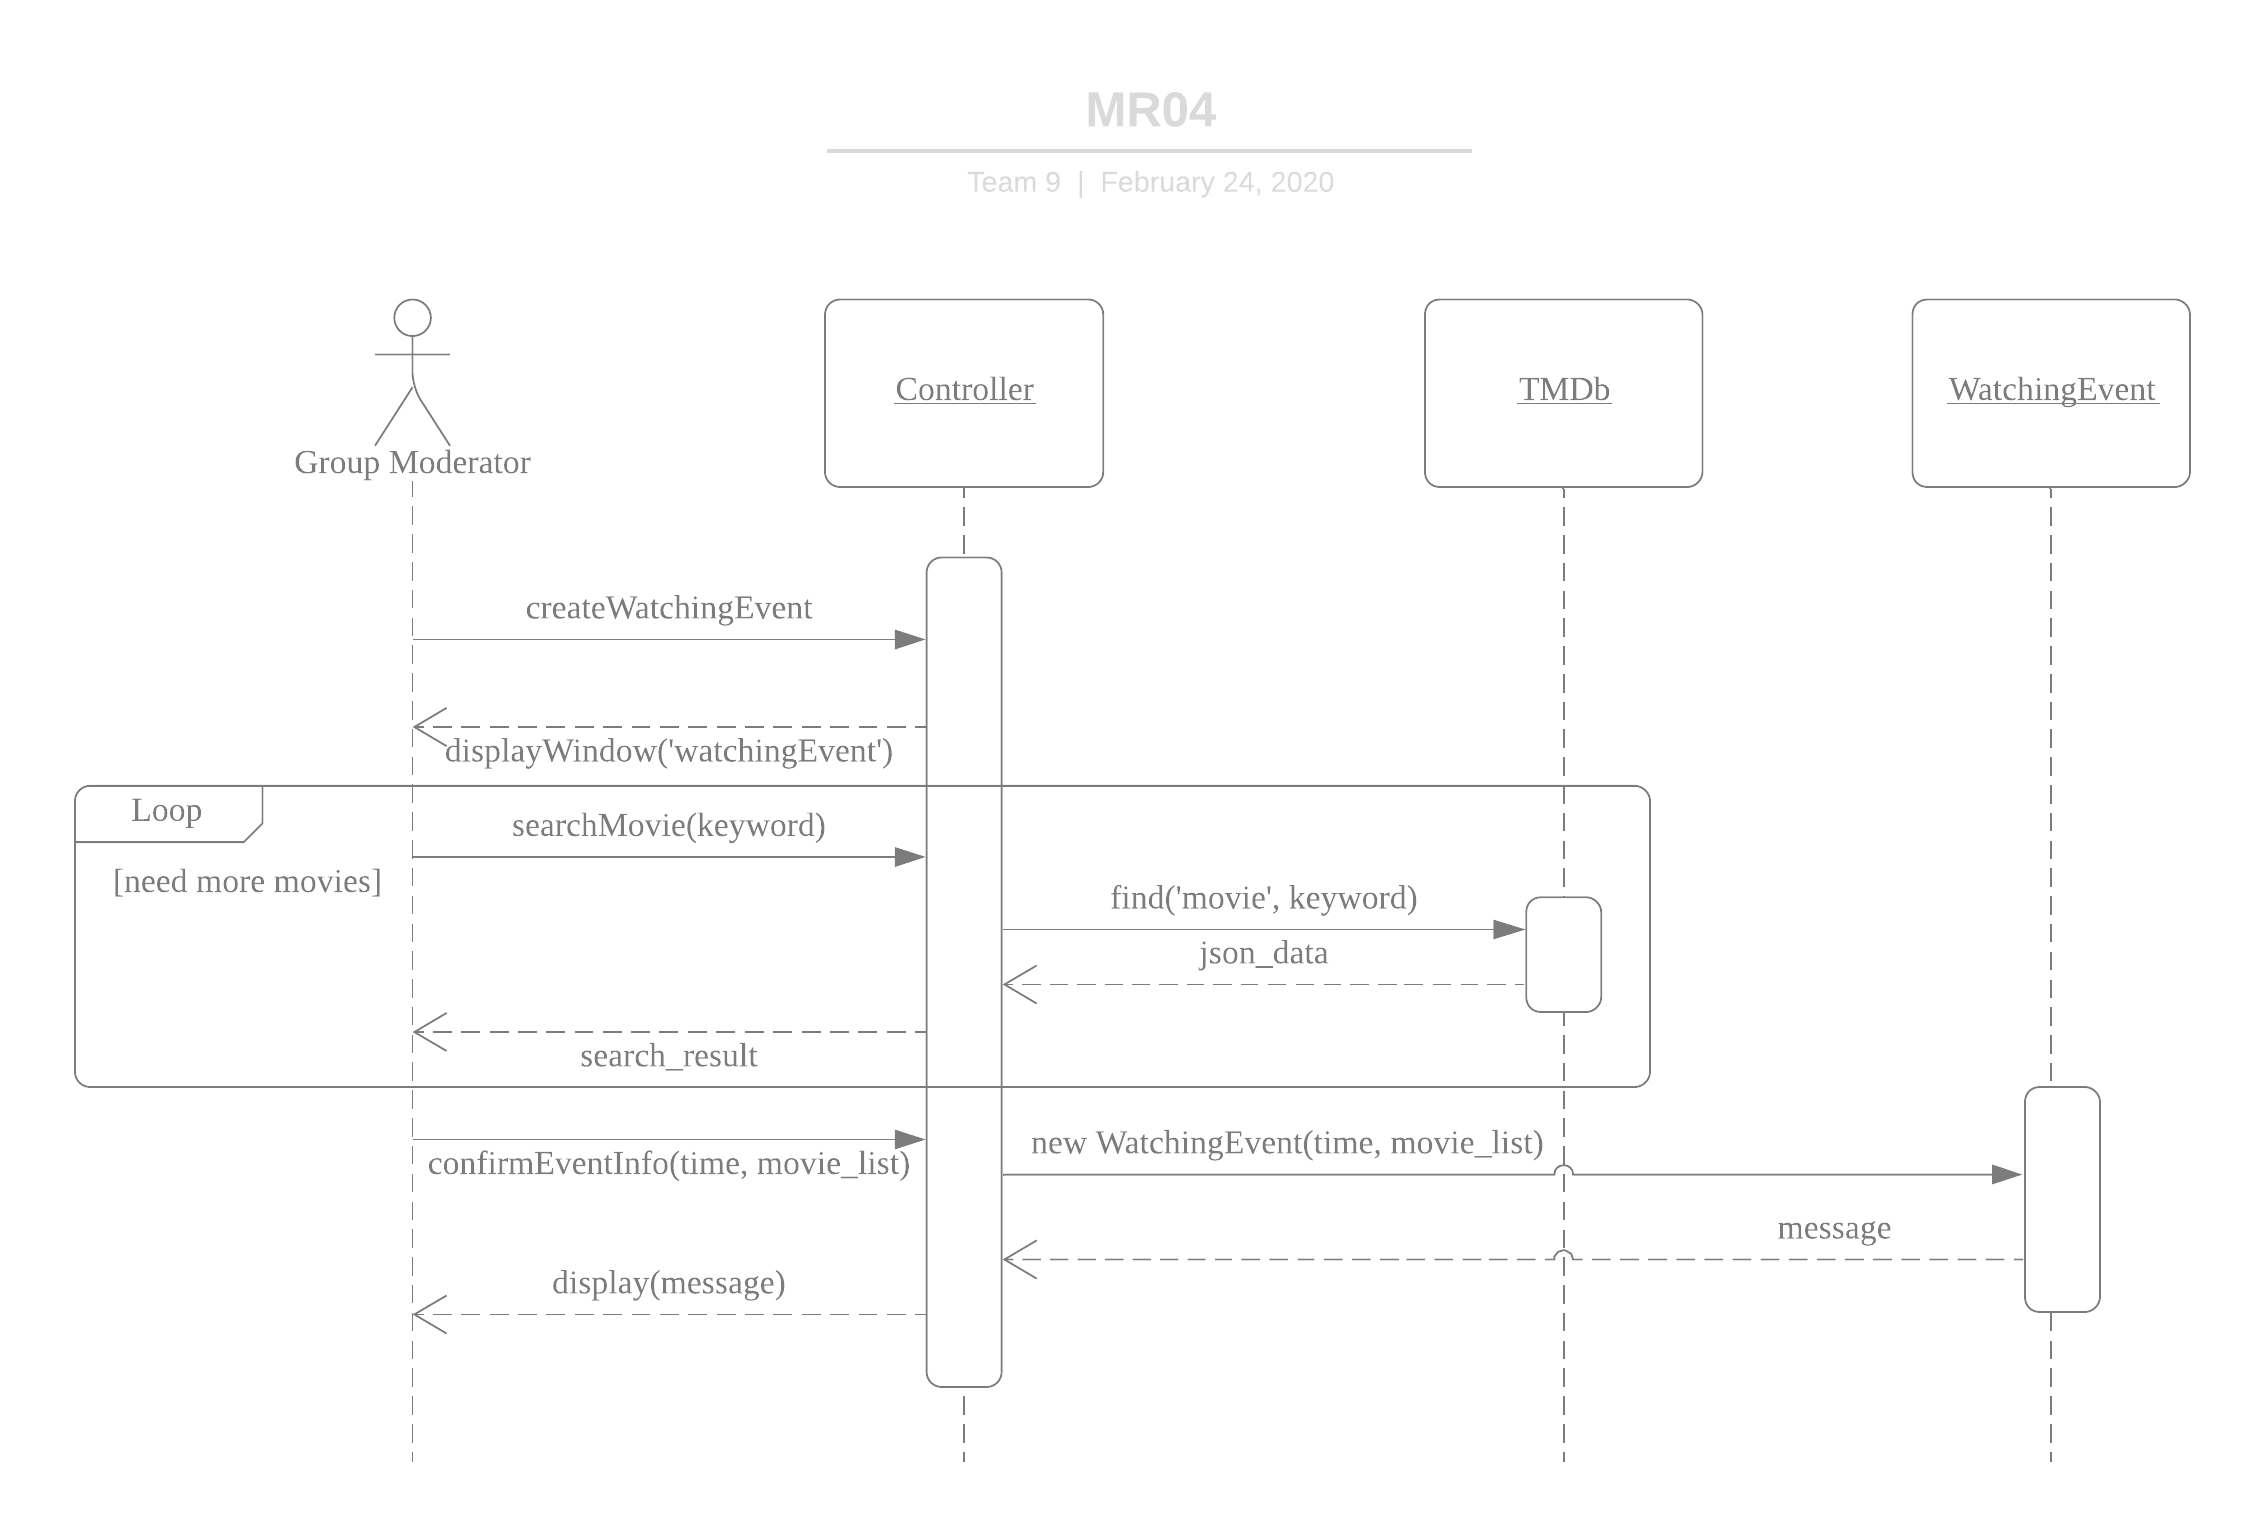 MR04
Team 9 | February 24, 2020
Group Moderator
Controller
TMDb
WatchingEvent
createWatchingEvent
displayWindow('watchingEvent')
Loop
searchMovie(keyword)
[need more movies]
find('movie', keyword)
json_data
search_result
confirmEventInfo(time, movie_list)
new WatchingEvent(time, movie_list)
message
display(message)